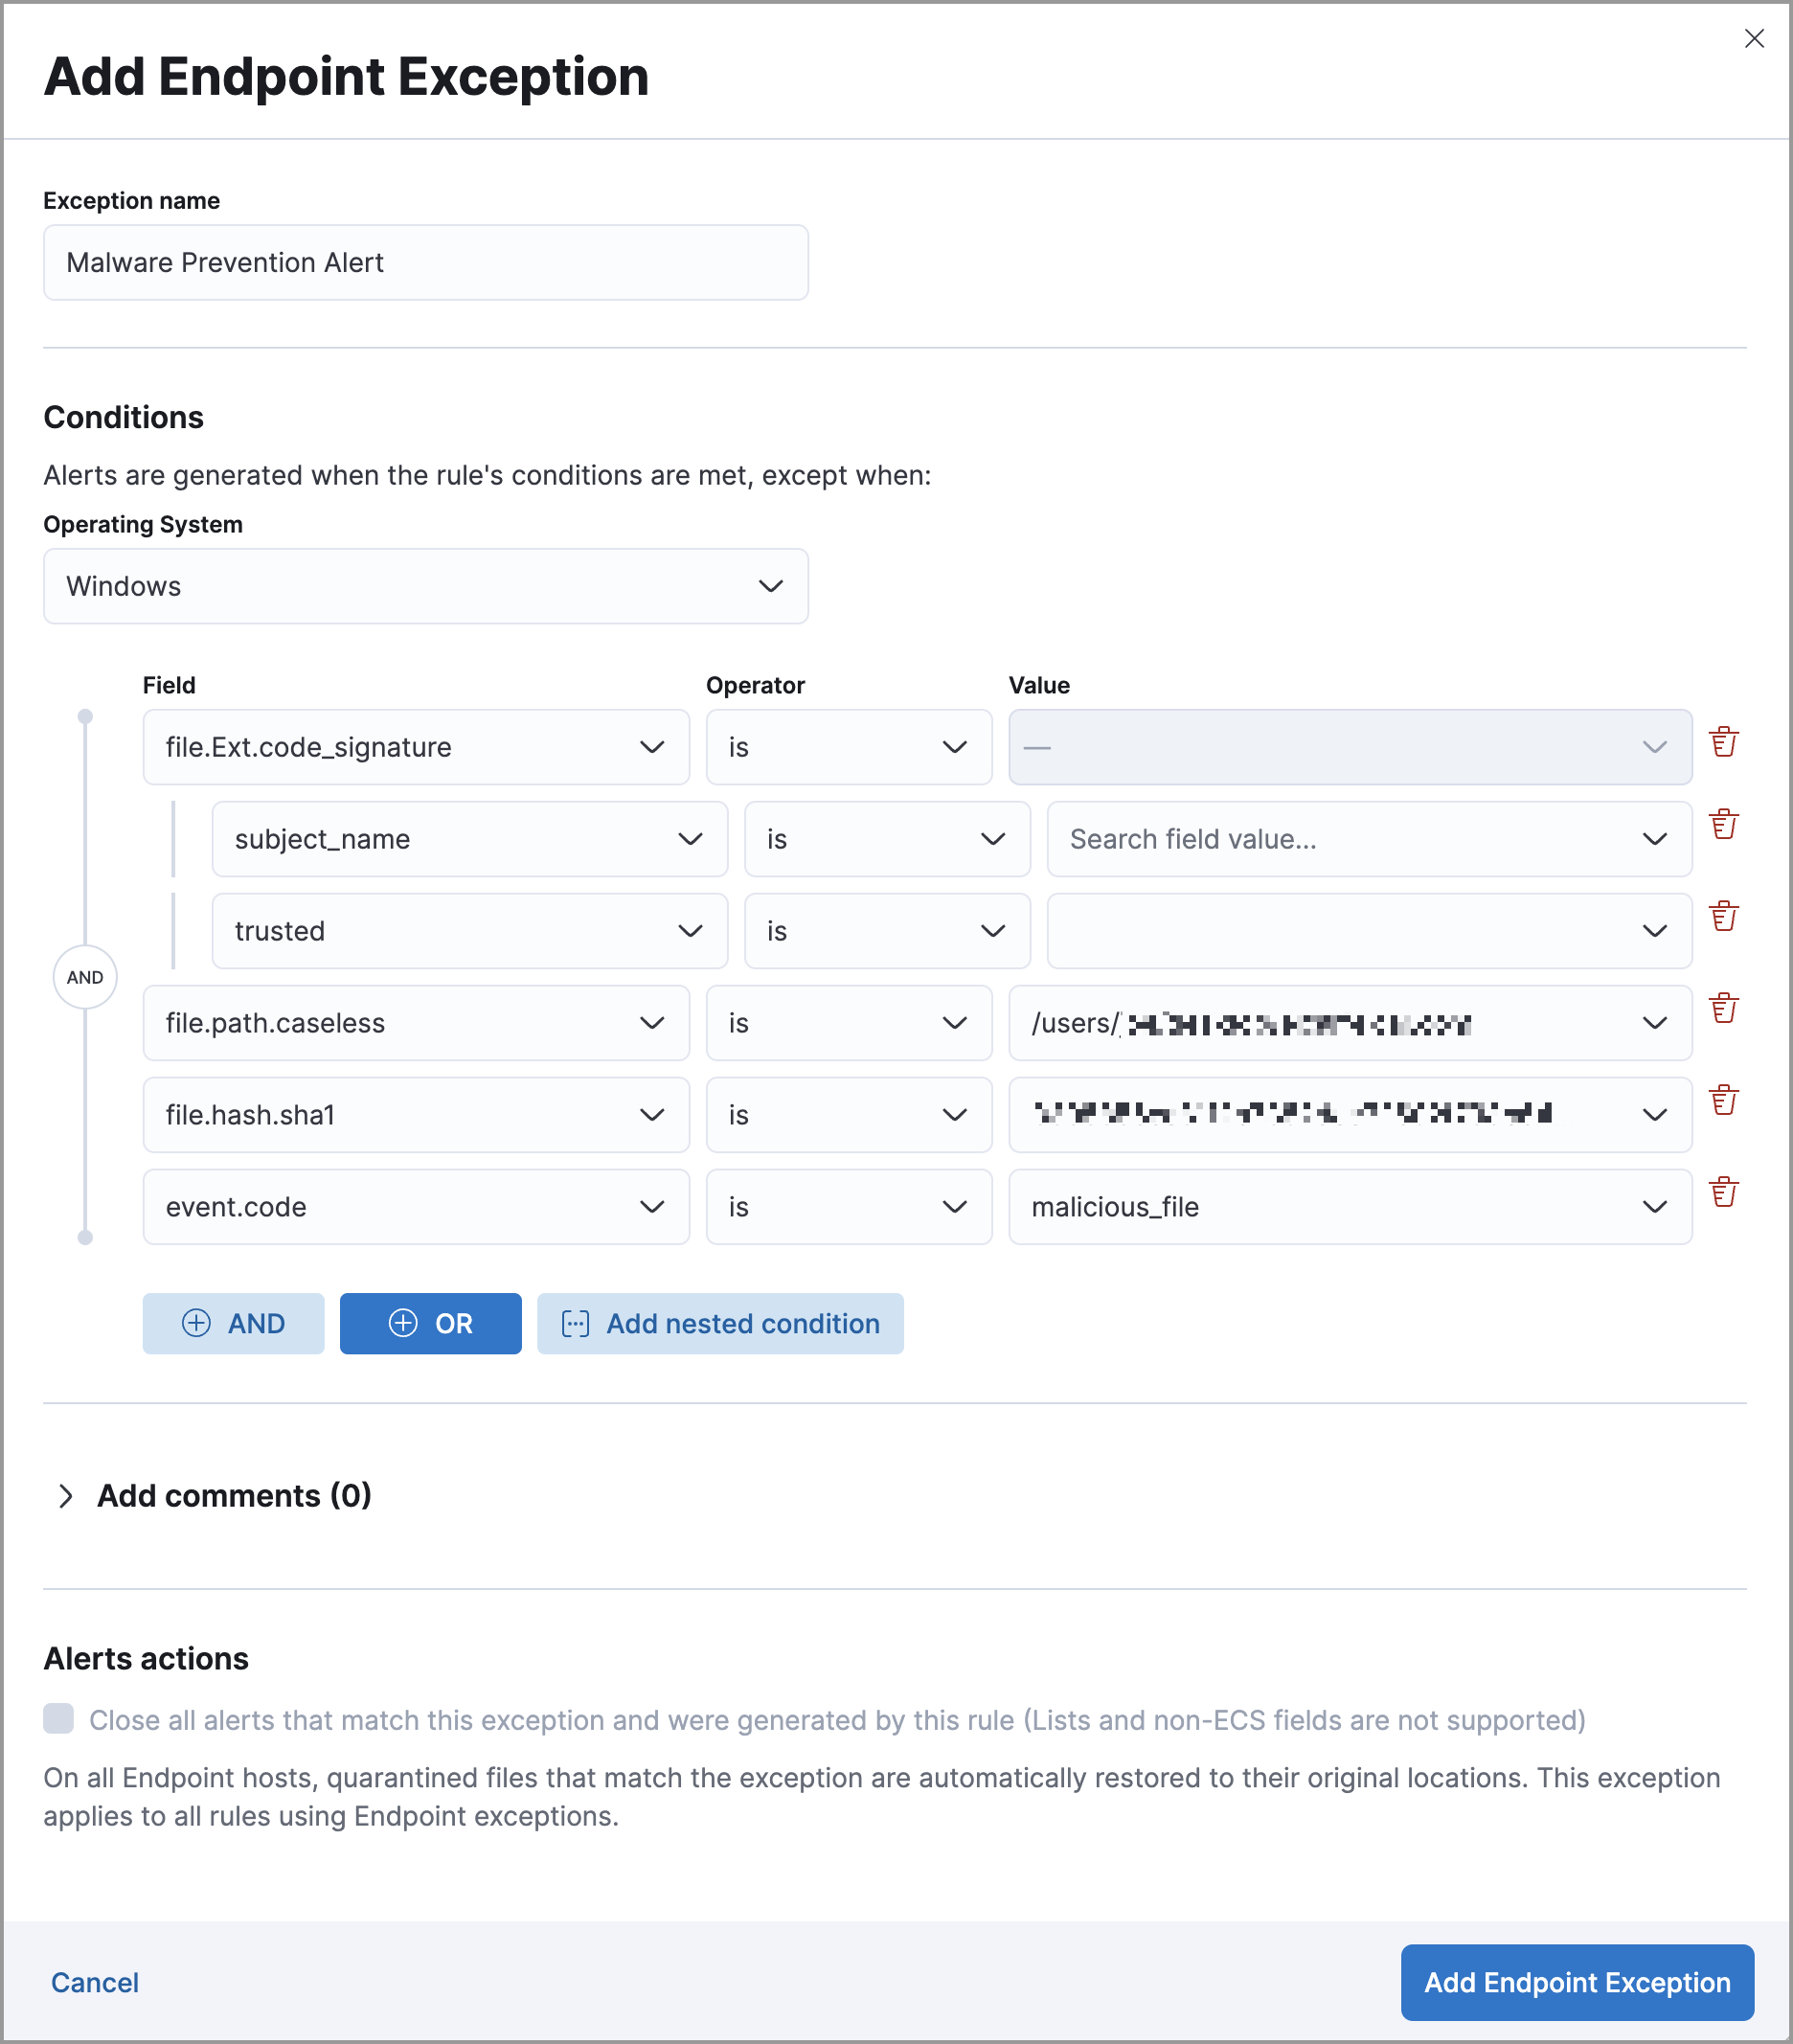 Add Endpoint Exception
Exception name
Malware Prevention Alert
Conditions
Alerts are generated when the rule's conditions are met, except when:
Operating System
Windows
Field Operator Value
file.Ext.code_signature is —
subject_name is Search field value...
trusted is
AND
file.path.caseless is /users/
file.hash.sha1 is
event.code is malicious_file
AND OR Add nested condition
Add comments (0)
Alerts actions
Close all alerts that match this exception and were generated by this rule (Lists and non-ECS fields are not supported)
On all Endpoint hosts, quarantined files that match the exception are automatically restored to their original locations. This exception
applies to all rules using Endpoint exceptions.
Cancel Add Endpoint Exception